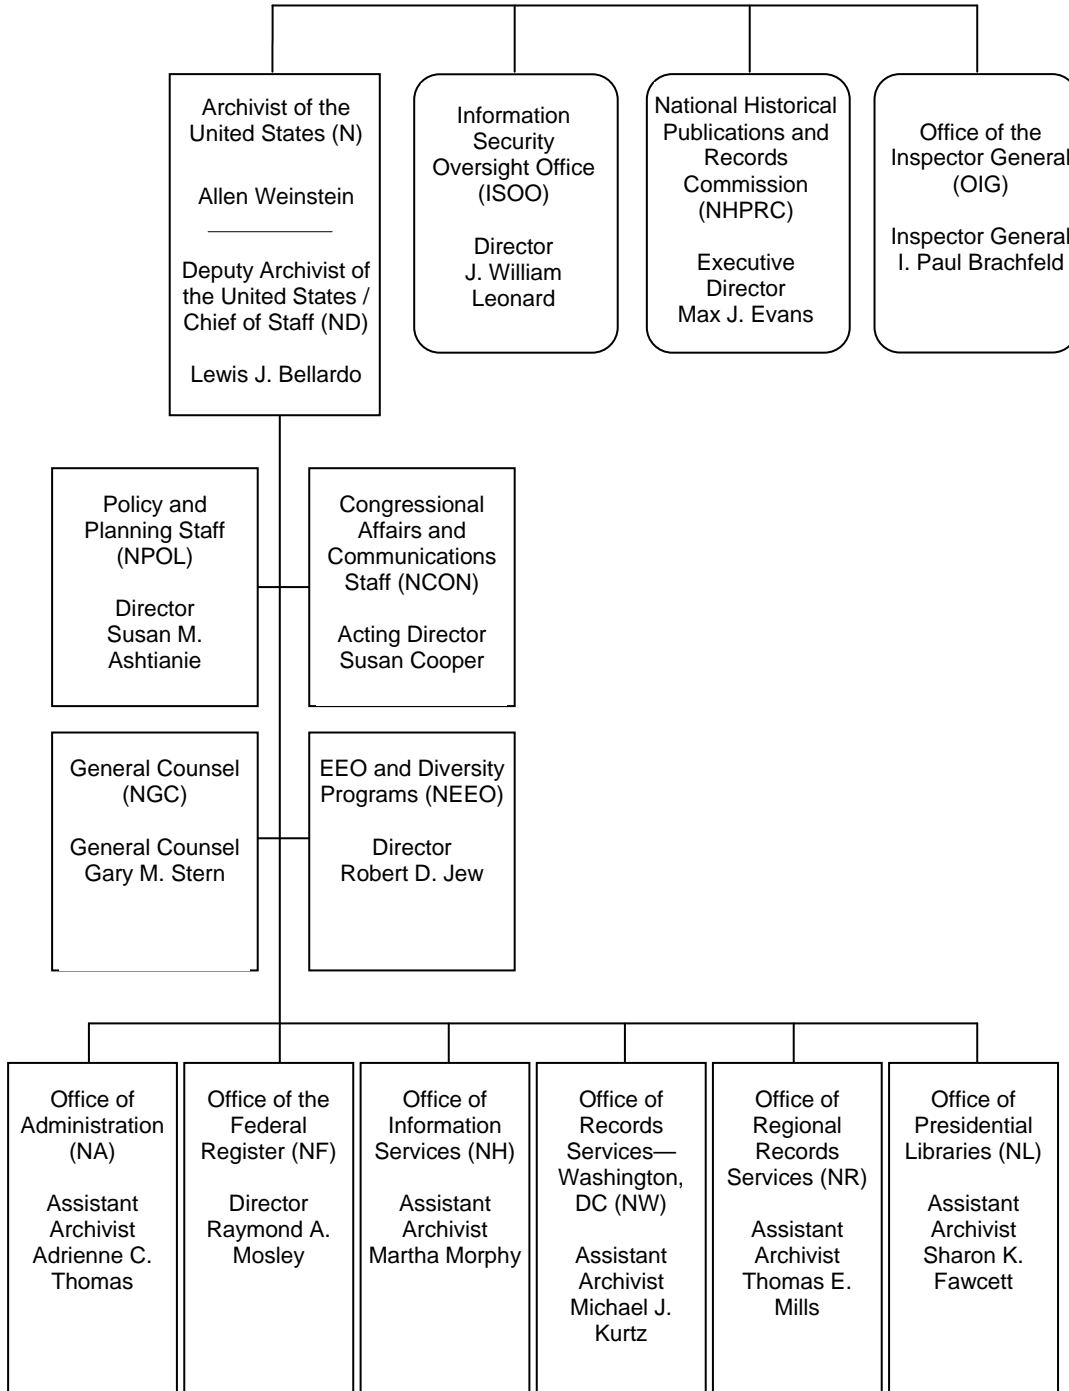 Archivist of the
United States (N)
Allen Weinstein
Deputy Archivist of
the United States /
Chief of Staff (ND)
Lewis J. Bellardo
Information
Security
Oversight Office
(ISOO)
Director
J. William
Leonard
National Historical
Publications and
Records
Commission
(NHPRC)
Executive
Director
Max J. Evans
Office of the
Inspector General
(OIG)
Inspector General
I. Paul Brachfeld
Policy and
Planning Staff
(NPOL)
Director
Susan M.
Ashtianie
Congressional
Affairs and
Communications
Staff (NCON)
Acting Director
Susan Cooper
General Counsel
(NGC)
General Counsel
Gary M. Stern
EEO and Diversity
Programs (NEEO)
Director
Robert D. Jew
Office of
Administration
(NA)
Assistant
Archivist
Adrienne C.
Thomas
Office of the
Federal
Register (NF)
Director
Raymond A.
Mosley
Office of
Information
Services (NH)
Assistant
Archivist
Martha Morphy
Office of
Records
Services—
Washington,
DC (NW)
Assistant
Archivist
Michael J.
Kurtz
Office of
Regional
Records
Services (NR)
Assistant
Archivist
Thomas E.
Mills
Office of
Presidential
Libraries (NL)
Assistant
Archivist
Sharon K.
Fawcett